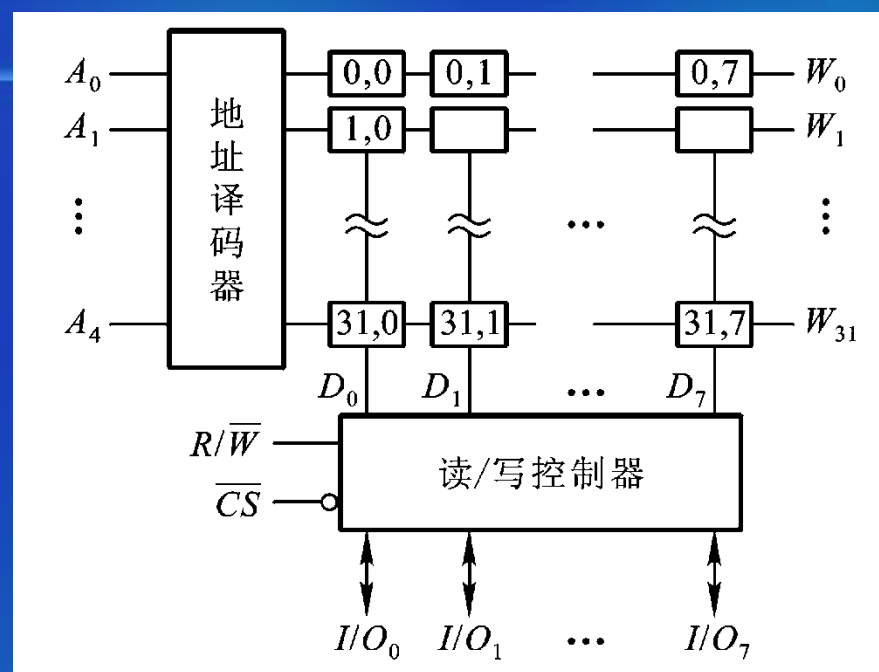 A₀ 0,0 0,1 0,7 W₀
A₁ 1,0 W₁
地址译码器
⋮ ··· ⋮
A₄ 31,0 31,1 31,7 W₃₁
D₀ D₁ ··· D₇
R/W̅
读/写控制器
C̅S̅
I/O₀ I/O₁ ··· I/O₇